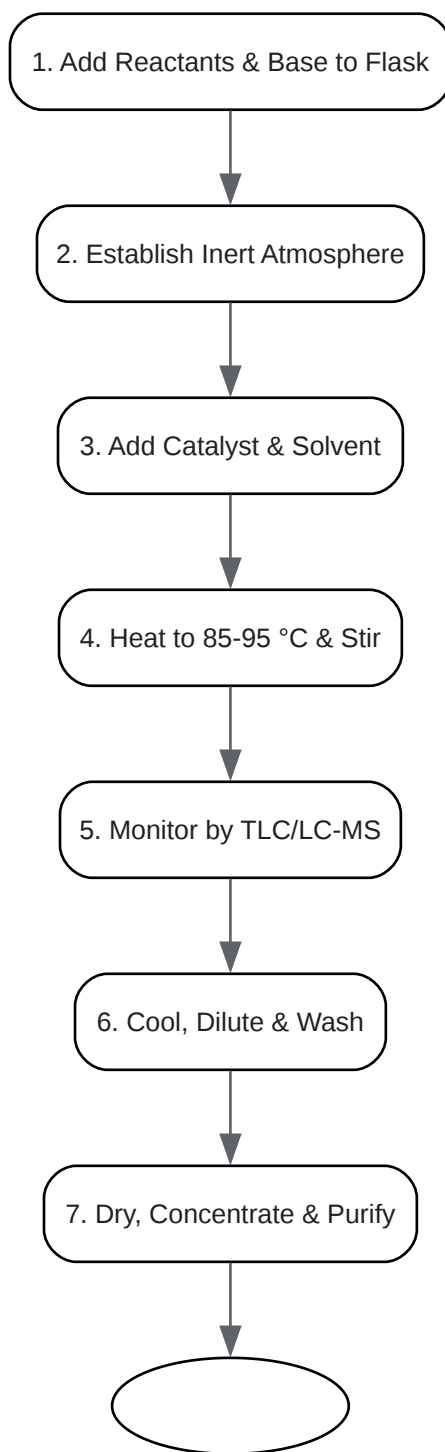 1. Add Reactants & Base to Flask
2. Establish Inert Atmosphere
3. Add Catalyst & Solvent
4. Heat to 85-95 °C & Stir
5. Monitor by TLC/LC-MS
6. Cool, Dilute & Wash
7. Dry, Concentrate & Purify